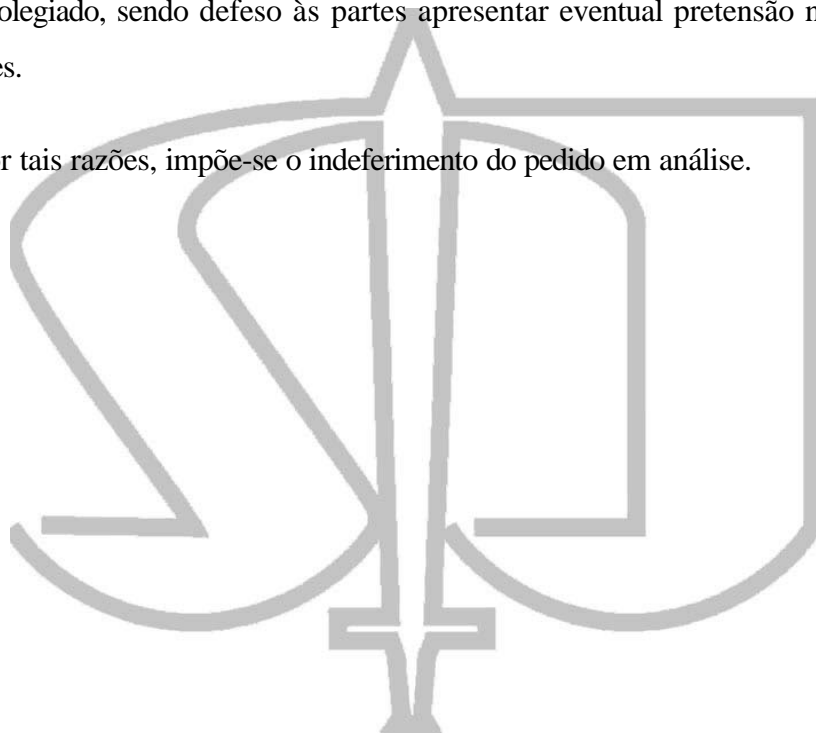 olegiado, sendo defeso às partes apresentar eventual pretensão n
es.
r tais razões, impõe-se o indeferimento do pedido em análise.